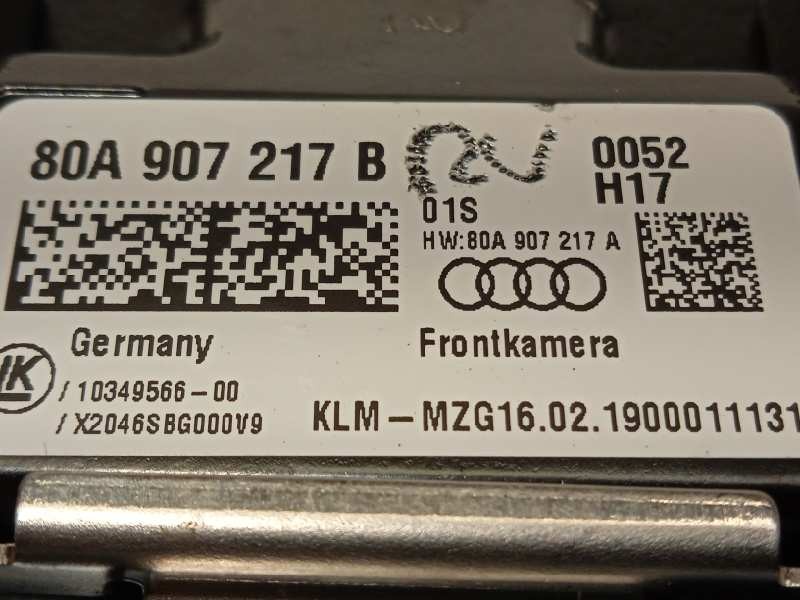 80A 907 217 B
0052
01S
H17
HW:80A 907 217 A
Germany
Frontkamera
/10349566-00
/X2046SBG000V9
KLM-MZG16.02.1900011131